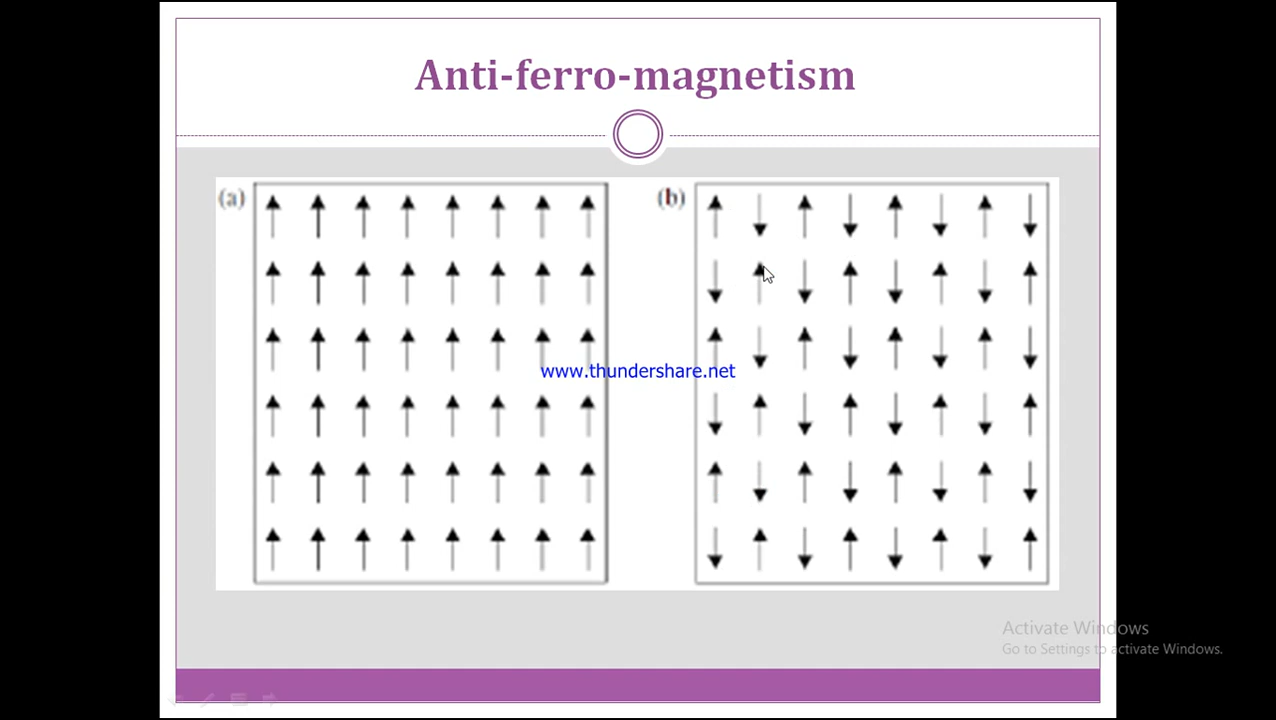 Anti-ferro-magnetism
(a)
(b)
www.thundershare.net
Activate Windows
Go to Settings to activate Windows.